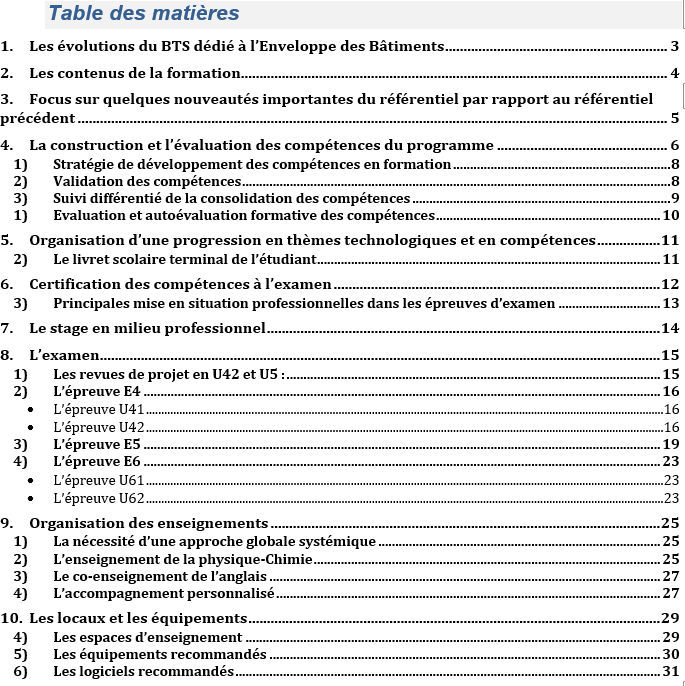 Table des matières
1. Les évolutions du BTS dédié à l'Enveloppe des Bâtiments 3
2. Les contenus de la formation 4
3. Focus sur quelques nouveautés importantes du référentiel par rapport au référentiel
précédent 5
4. La construction et l'évaluation des compétences du programme 6
1) Stratégie de développement des compétences en formation 8
2) Validation des compétences 8
3) Suivi différentié de la consolidation des compétences 9
1) Evaluation et autoévaluation formative des compétences 10
5. Organisation d'une progression en thèmes technologiques et en compétences 11
2) Le livret scolaire terminal de l'étudiant 11
6. Certification des compétences à l'examen 12
3) Principales mise en situation professionnelles dans les épreuves d'examen 13
7. Le stage en milieu professionnel 14
8. L'examen 15
1) Les revues de projet en U42 et U5 : 15
2) L'épreuve E4 16
• L'épreuve U41 16
• L'épreuve U42 16
3) L'épreuve E5 19
4) L'épreuve E6 23
• L'épreuve U61 23
• L'épreuve U62 23
9. Organisation des enseignements 25
1) La nécessité d'une approche globale systémique 25
2) L'enseignement de la physique-Chimie 25
3) Le co-enseignement de l'anglais 27
4) L'accompagnement personnalisé 27
10. Les locaux et les équipements 29
4) Les espaces d'enseignement 29
5) Les équipements recommandés 30
6) Les logiciels recommandés 31